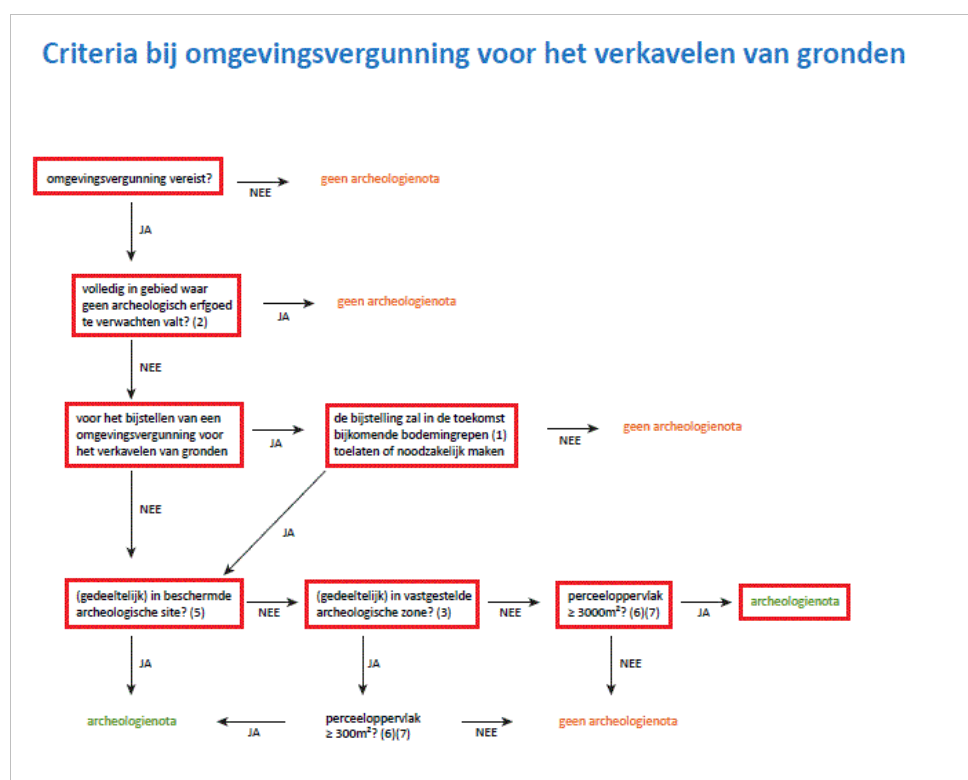 Criteria bij omgevingsvergunning voor het verkavelen van gronden
omgevingsvergunning vereist?
NEE
geen archeologienota
JA
volledig in gebied waar
geen archeologisch erfgoed
te verwachten valt? (2)
JA
geen archeologienota
NEE
voor het bijstellen van een
omgevingsvergunning voor
het verkavelen van gronden
JA
de bijstelling zal in de toekomst
bijkomende bodemingrepen (1)
toelaten of noodzakelijk maken
NEE
geen archeologienota
NEE
JA
(gedeeltelijk) in beschermde
archeologische site? (5)
NEE
(gedeeltelijk) in vastgestelde
archeologische zone? (3)
NEE
perceeloppervlak
≥ 3000m²? (6)(7)
JA
archeologienota
JA
JA
NEE
archeologienota
JA
perceeloppervlak
≥ 300m²? (6)(7)
NEE
geen archeologienota